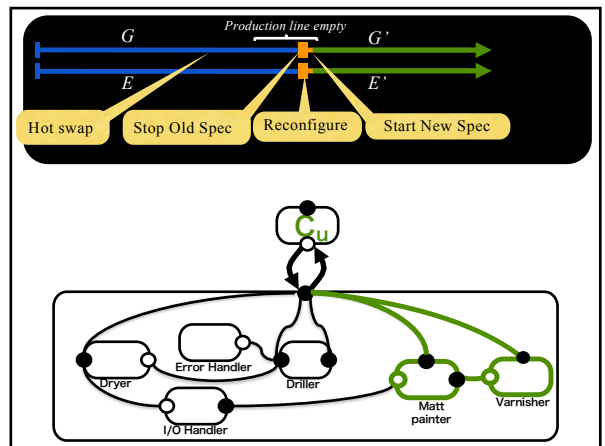 Production line empty
G G’
E E’
Hot swap Stop Old Spec Reconfigure Start New Spec
Cu
Error Handler
Dryer Driller
Matt
painter
Varnisher
I/O Handler